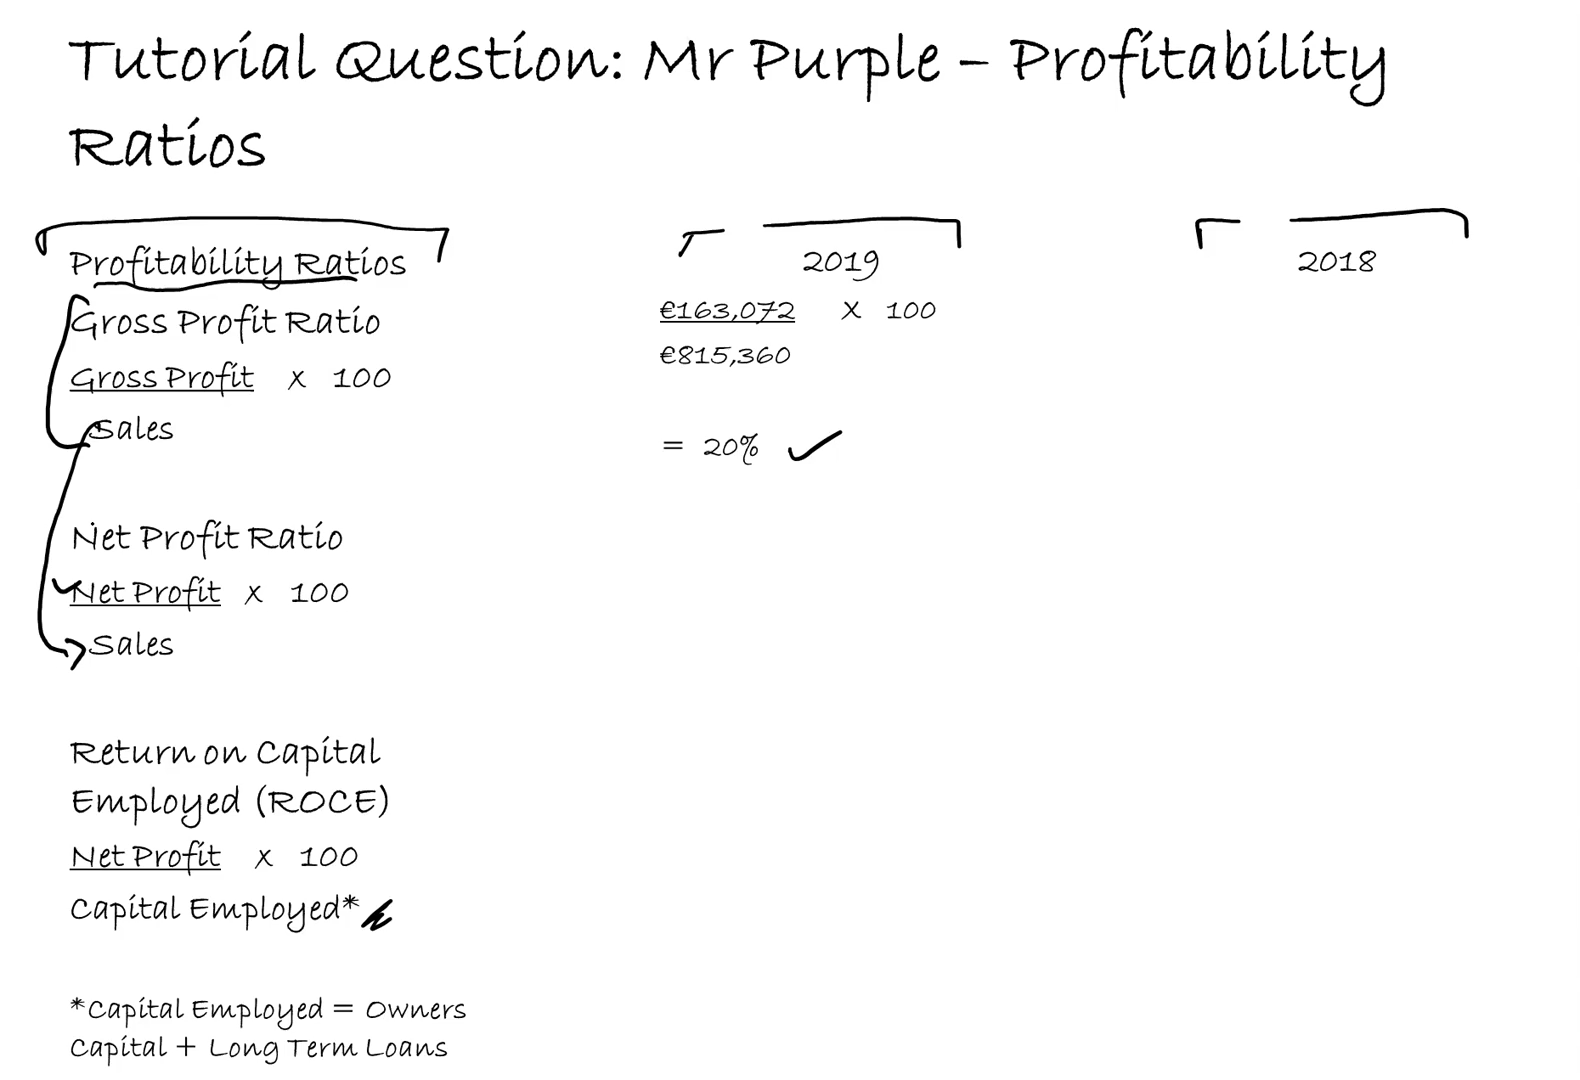 Tutorial Question: Mr Purple – Profitability
Ratios
Profitability Ratios
2019
2018
Gross Profit Ratio
€163,072 X 100
Gross Profit x 100
€815,360
Sales
= 20%
Net Profit Ratio
Net Profit x 100
Sales
Return on Capital
Employed (ROCE)
Net Profit x 100
Capital Employed*
*Capital Employed = Owners
Capital + Long Term Loans